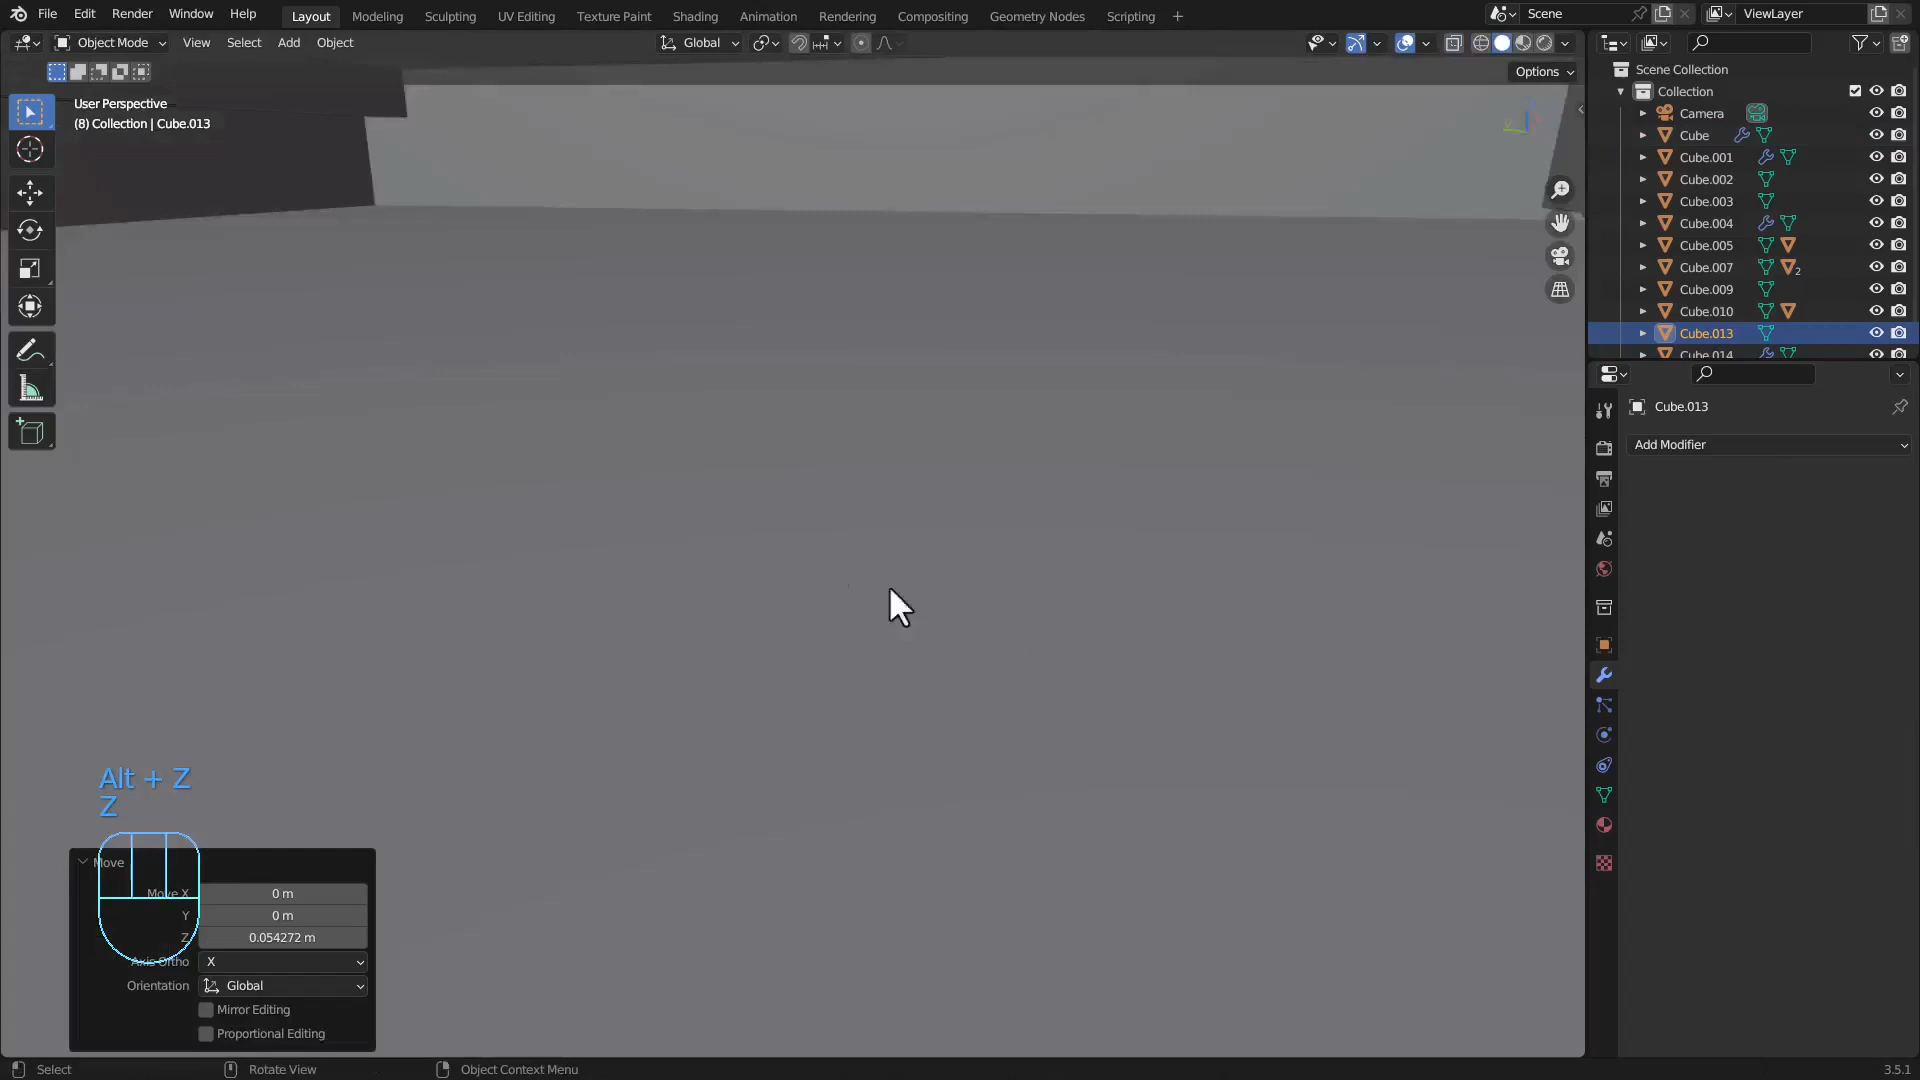 File Edit Render Window Help Layout Modeling Sculpting UV Editing Texture Paint Shading Animation Rendering Compositing Geometry Nodes Scripting + Scene ViewLayer
Object Mode View Select Add Object Global
Options
User Perspective
(8) Collection | Cube.013
Scene Collection
Collection
Camera
Cube
Cube.001
Cube.002
Cube.003
Cube.004
Cube.005
Cube.007 2
Cube.009
Cube.010
Cube.013
Cube.014
Cube.013
Add Modifier
Alt + Z
Z
Move
Move X 0 m
Y 0 m
Z 0.054272 m
Axis Ortho X
Orientation Global
Mirror Editing
Proportional Editing
Select Rotate View Object Context Menu 3.5.1